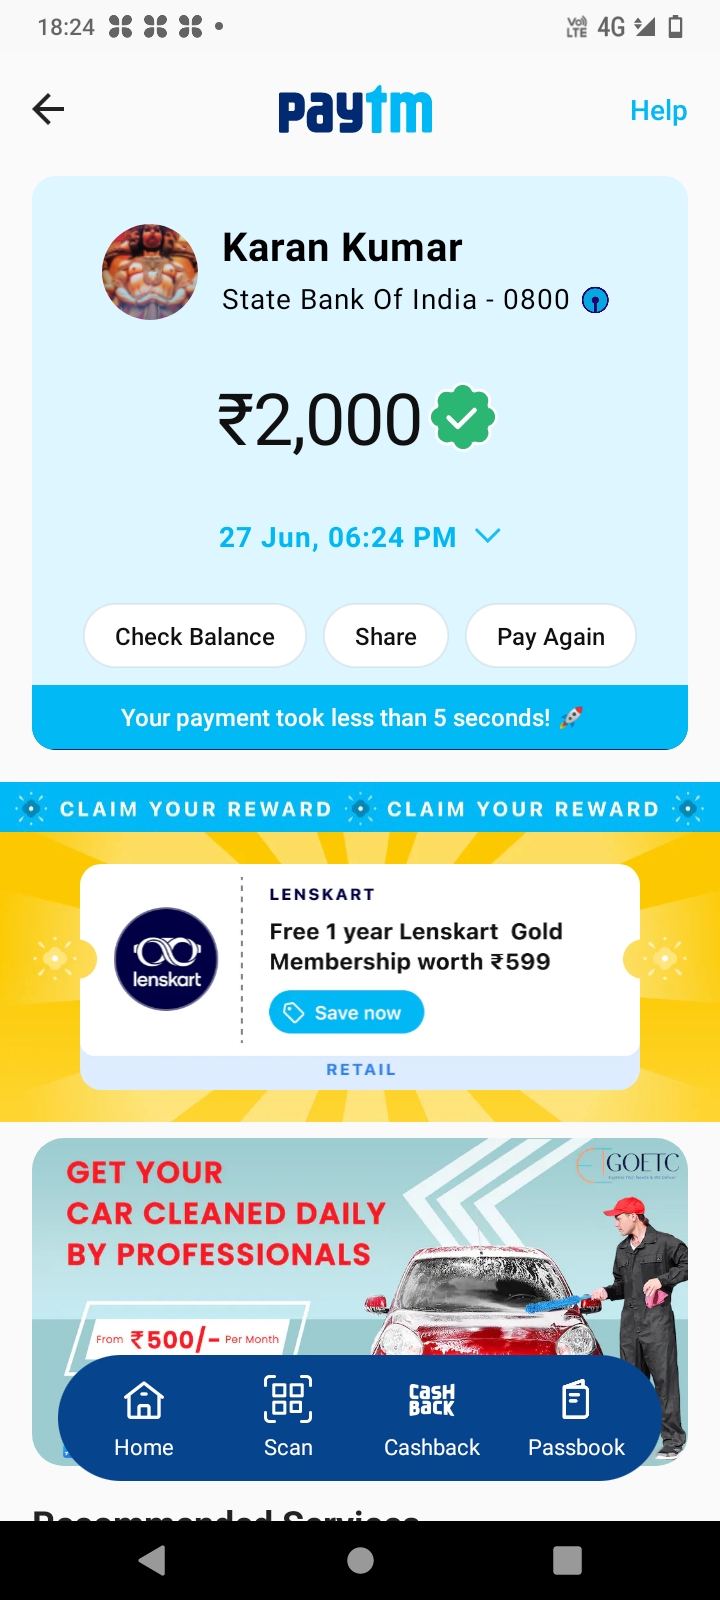 18:24
Vo)
LTE
4G
paytm
Help
Karan Kumar
State Bank Of India - 0800
₹2,000
27 Jun, 06:24 PM
Check Balance
Share
Pay Again
Your payment took less than 5 seconds! 🚀
CLAIM YOUR REWARD
CLAIM YOUR REWARD
LENSKART
Free 1 year Lenskart Gold
Membership worth ₹599
lenskart
Save now
RETAIL
GOETC
GET YOUR
CAR CLEANED DAILY
BY PROFESSIONALS
From ₹500/- Per Month
CASH
BACK
Home
Scan
Cashback
Passbook
Recommended Services